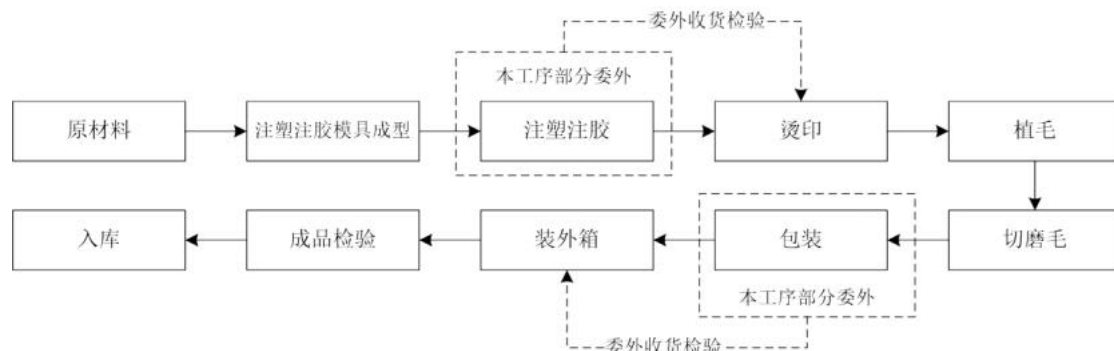 委外收货检验
本工序部分委外
原材料
注塑注胶模具成型
注塑注胶
烫印
植毛
入库
成品检验
装外箱
包装
切磨毛
本工序部分委外
委外收货检验